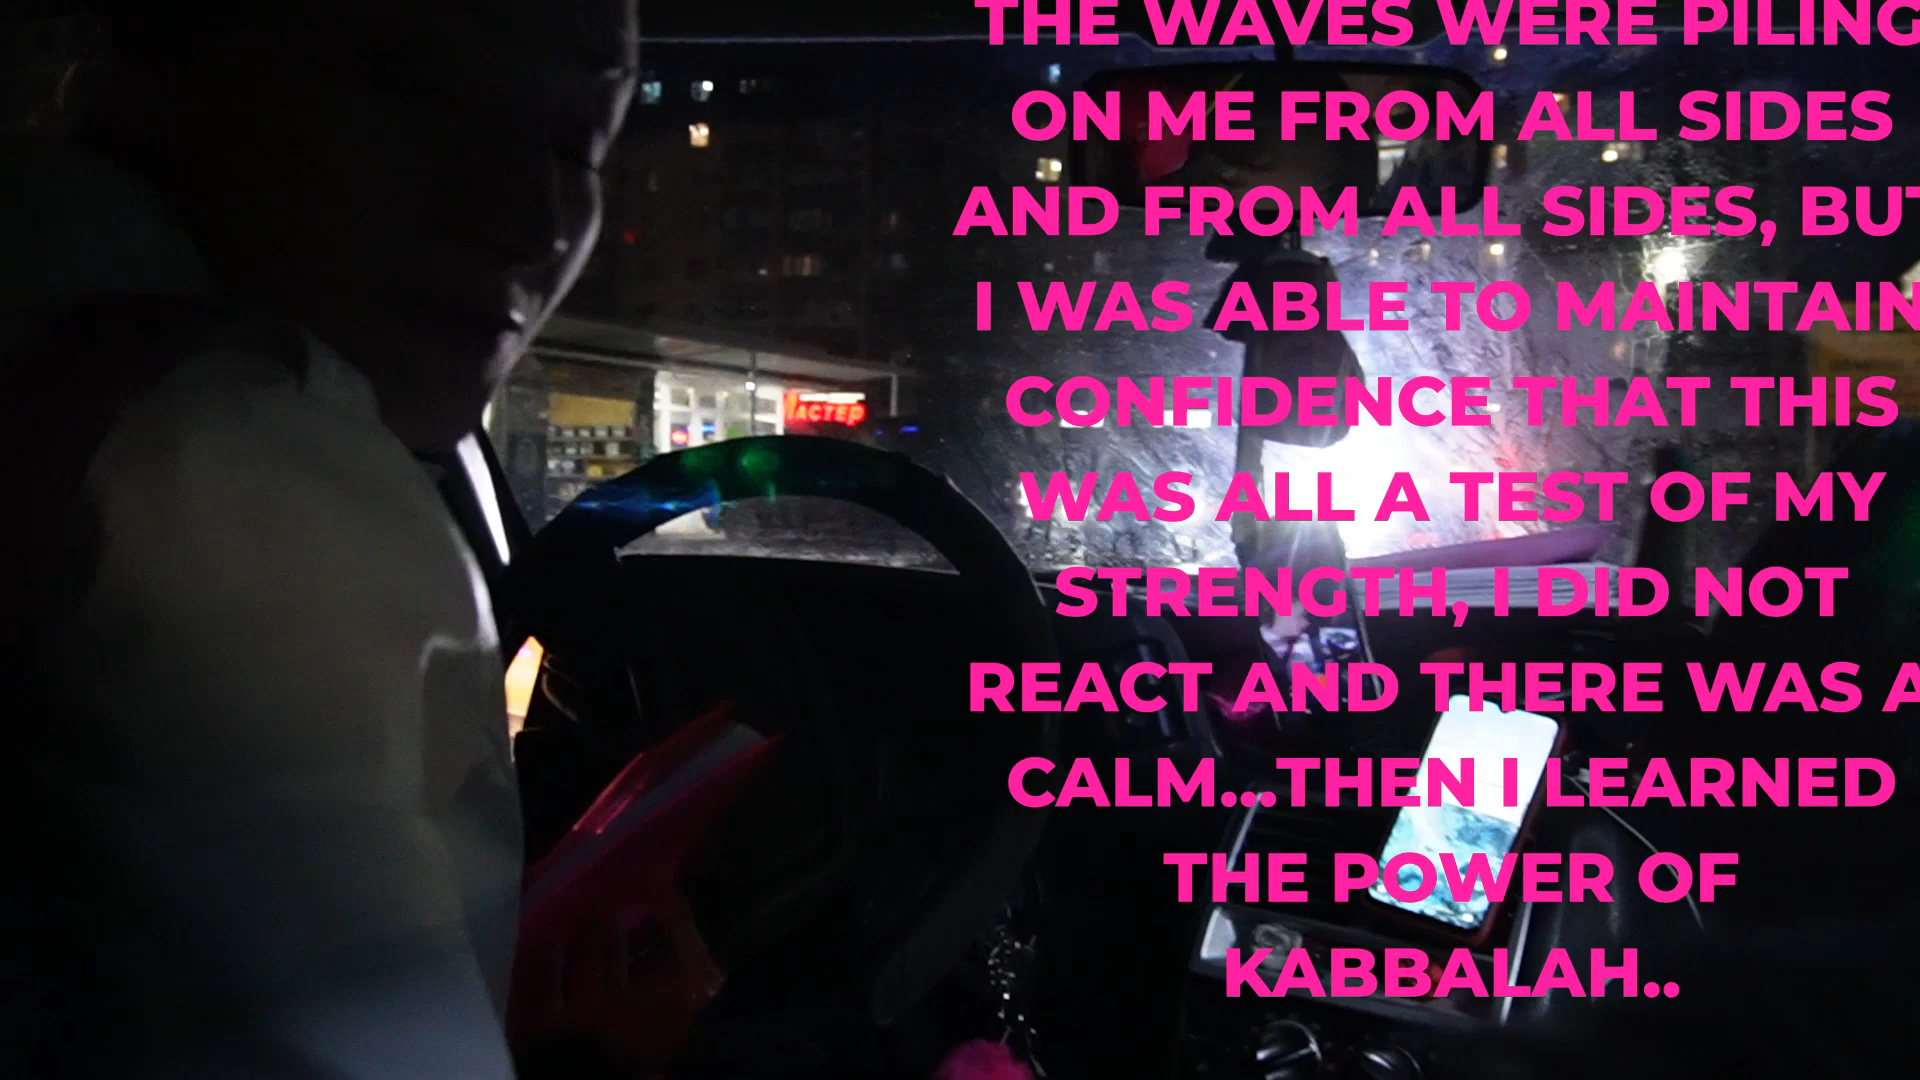 THE WAVES WERE PILING
ON ME FROM ALL SIDES
AND FROM ALL SIDES, BUT
I WAS ABLE TO MAINTAIN
CONFIDENCE THAT THIS
WAS ALL A TEST OF MY
STRENGTH, I DID NOT
REACT AND THERE WAS A
CALM...THEN I LEARNED
THE POWER OF
KABBALAH..
МАСТЕР